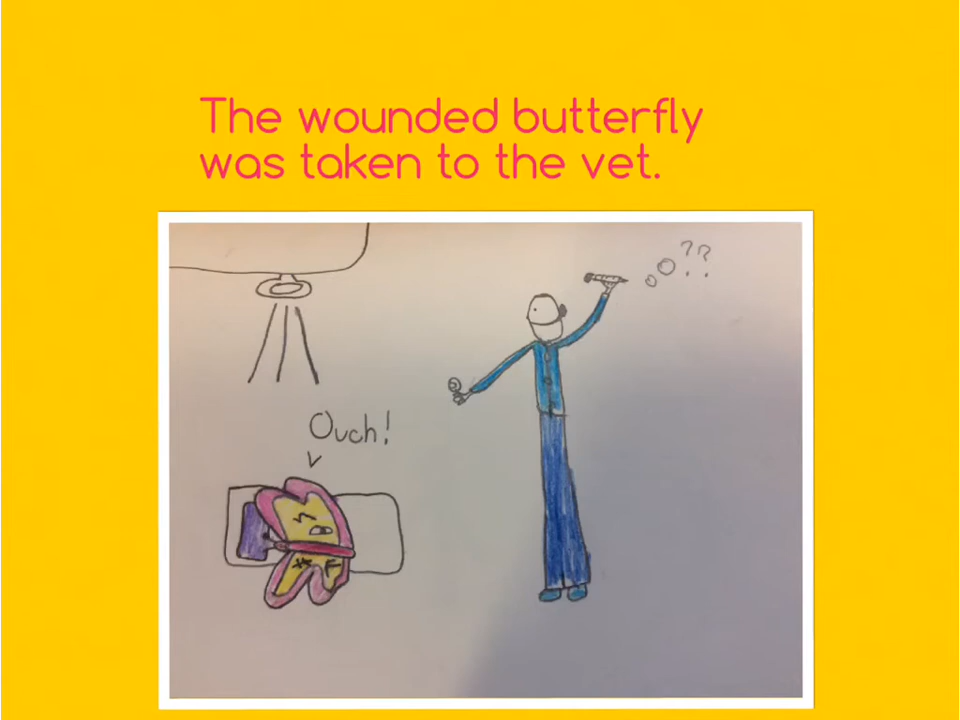 The wounded butterfly
was taken to the vet.
??
Ouch!